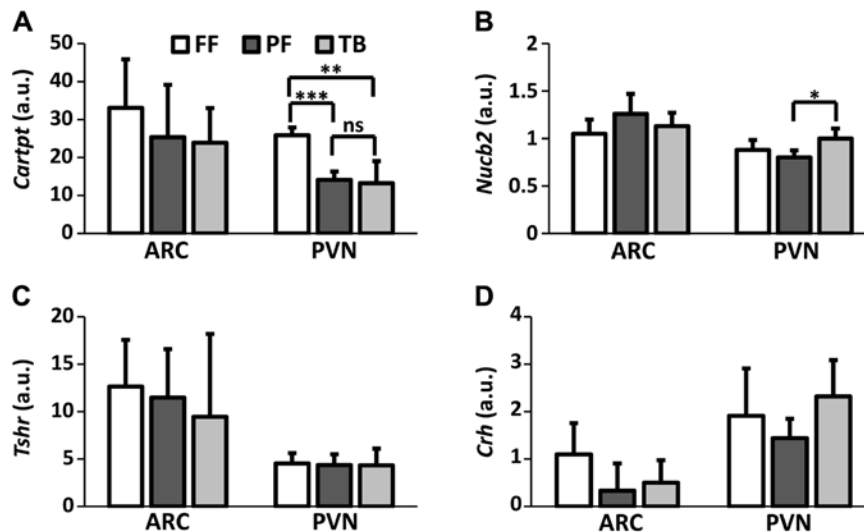 A
Cartpt (a.u.)
50
40
30
20
10
0
FF PF TB
**
***
ns
ARC PVN
B
Nucb2 (a.u.)
2
1.5
1
0.5
0
*
ARC PVN
C
Tshr (a.u.)
20
15
10
5
0
ARC PVN
D
Crh (a.u.)
4
3
2
1
0
ARC PVN